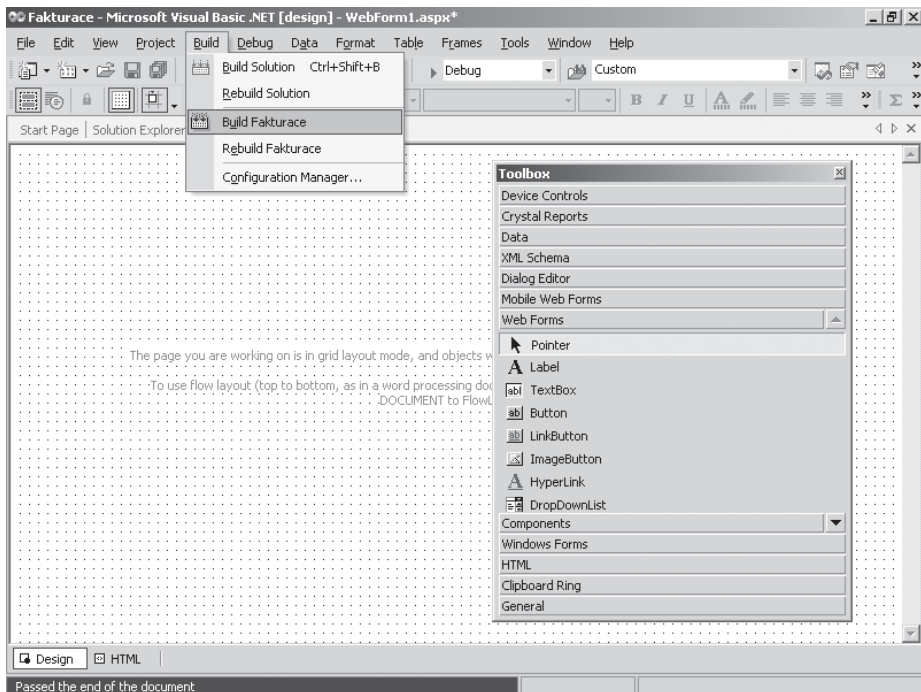 Fakturace - Microsoft Visual Basic .NET [design] - WebForm1.aspx*
File Edit View Project Build Debug Data Format Table Frames Tools Window Help
Debug Custom
Build Solution Ctrl+Shift+B
Rebuild Solution
Build Fakturace
Rebuild Fakturace
Configuration Manager...
B I U A Σ
Start Page Solution Explorer
Toolbox
Device Controls
Crystal Reports
Data
XML Schema
Dialog Editor
Mobile Web Forms
Web Forms
Pointer
A Label
abl TextBox
ab Button
ab LinkButton
ImageButton
A HyperLink
DropDownList
Components
Windows Forms
HTML
Clipboard Ring
General
The page you are working on is in grid layout mode, and objects
To use flow layout (top to bottom, as in a word processing
DOCUMENT to
Design HTML
Passed the end of the document